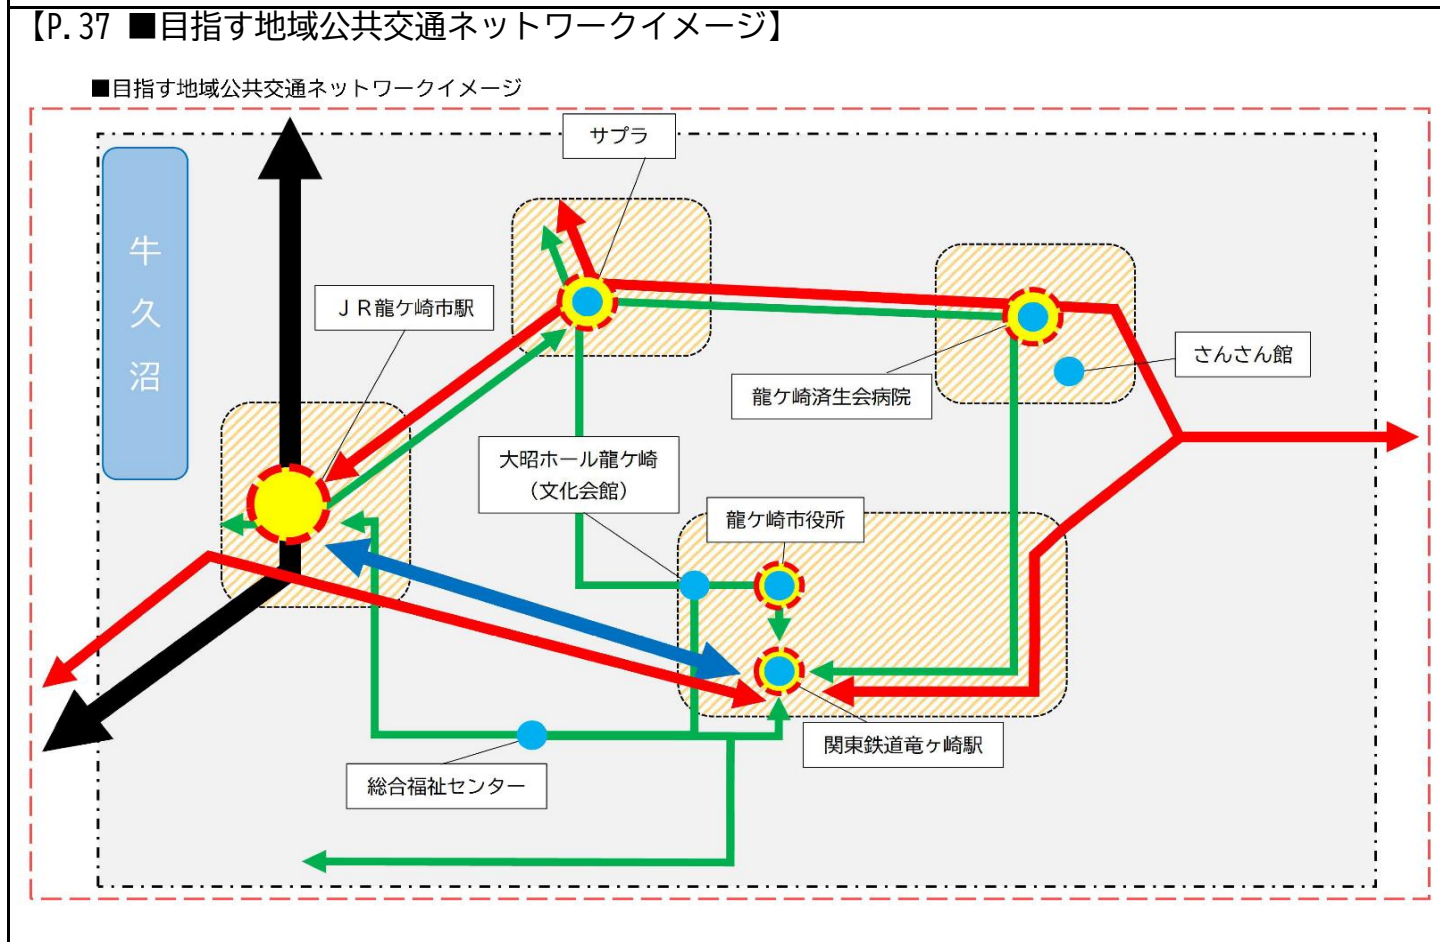 【P.37 ■目指す地域公共交通ネットワークイメージ】
■目指す地域公共交通ネットワークイメージ
サプラ
牛久沼
ＪＲ龍ケ崎市駅
さんさん館
龍ケ崎済生会病院
大昭ホール龍ケ崎
（文化会館）
龍ケ崎市役所
関東鉄道竜ヶ崎駅
総合福祉センター